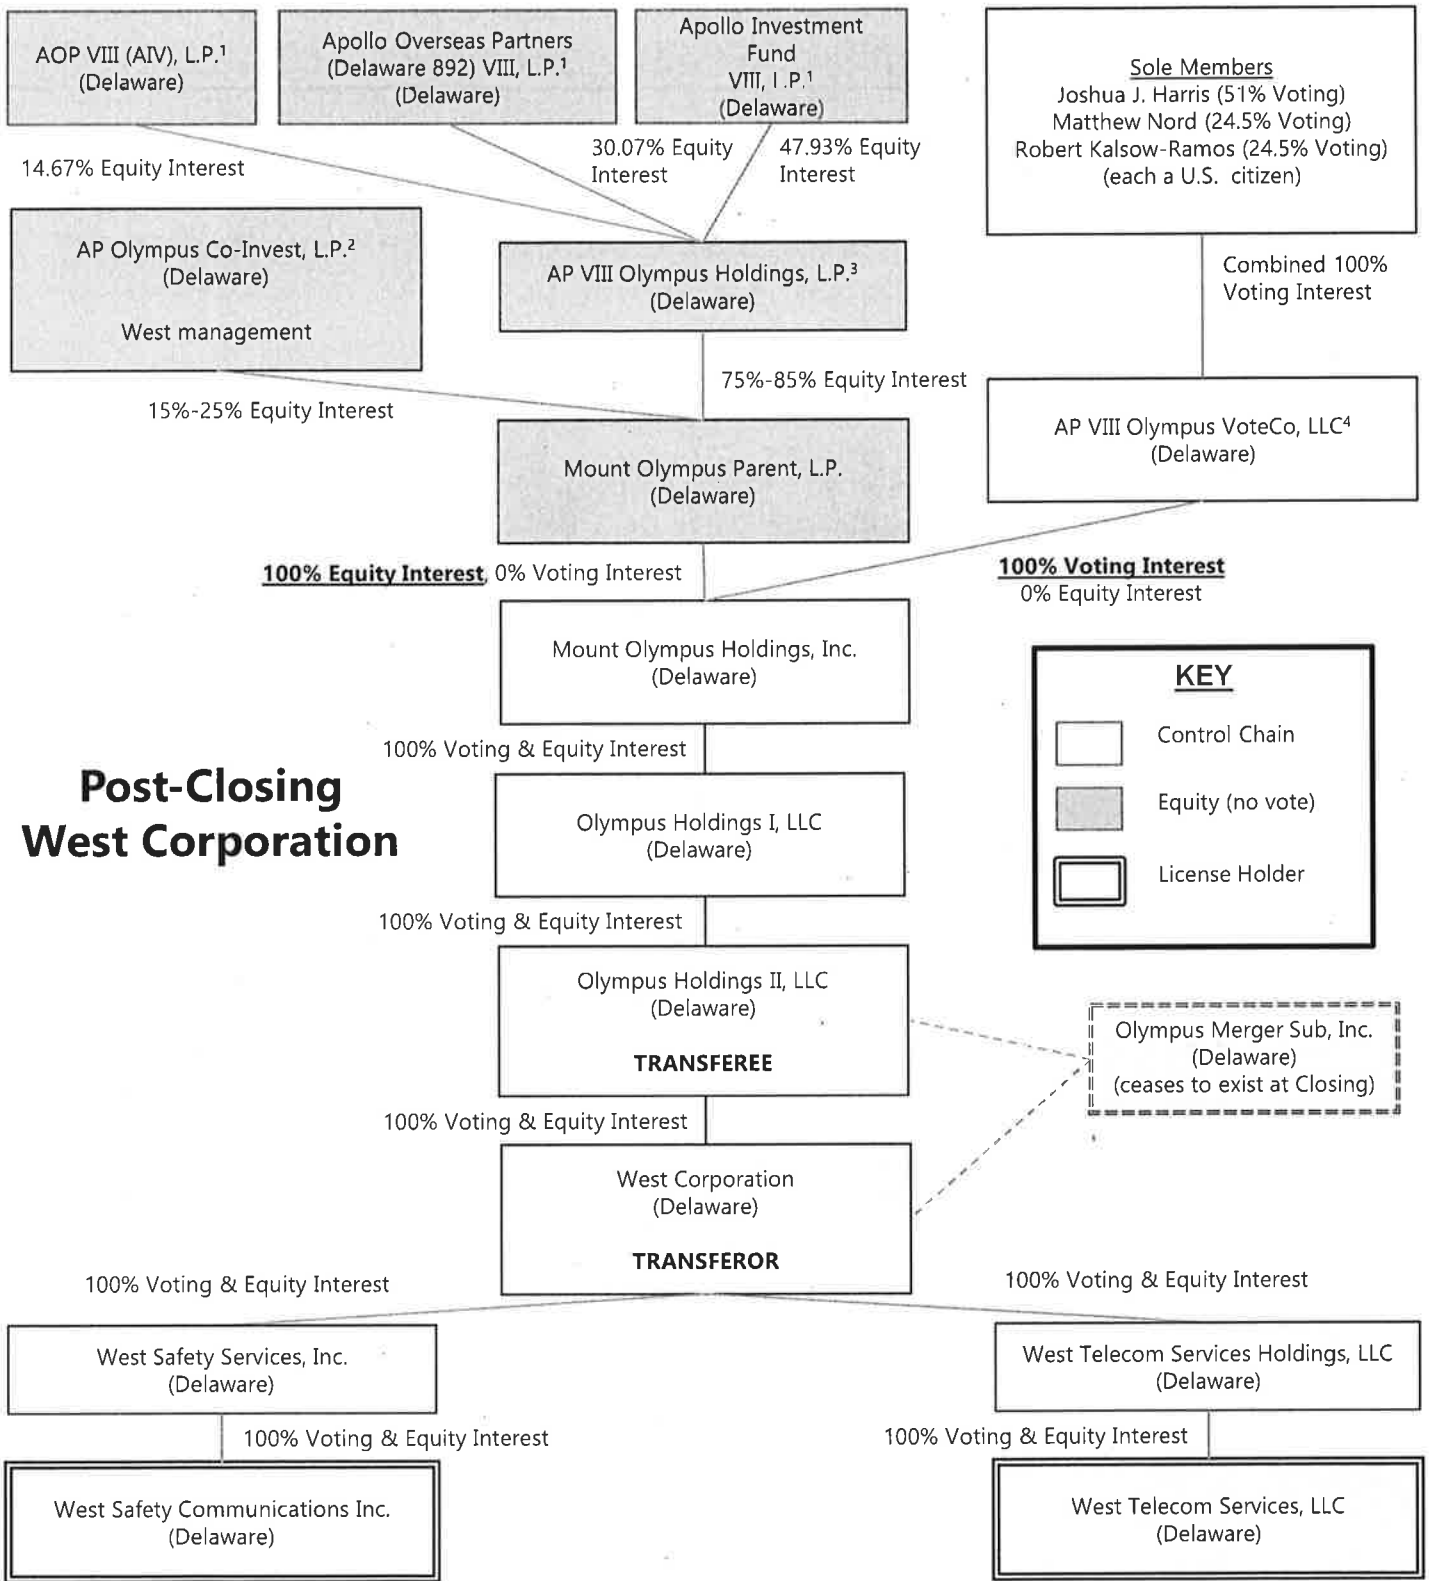 AOP VIII (AIV), L.P.¹
(Delaware)
Apollo Overseas Partners
(Delaware 892) VIII, L.P.¹
(Delaware)
Apollo Investment
Fund
VIII, L.P.¹
(Delaware)
Sole Members
Joshua J. Harris (51% Voting)
Matthew Nord (24.5% Voting)
Robert Kalsow-Ramos (24.5% Voting)
(each a U.S. citizen)
14.67% Equity Interest
30.07% Equity
Interest
47.93% Equity
Interest
AP Olympus Co-Invest, L.P.²
(Delaware)
West management
AP VIII Olympus Holdings, L.P.³
(Delaware)
Combined 100%
Voting Interest
15%-25% Equity Interest
75%-85% Equity Interest
Mount Olympus Parent, L.P.
(Delaware)
AP VIII Olympus VoteCo, LLC⁴
(Delaware)
100% Equity Interest, 0% Voting Interest
100% Voting Interest
0% Equity Interest
Mount Olympus Holdings, Inc.
(Delaware)
KEY
Control Chain
Equity (no vote)
License Holder
100% Voting & Equity Interest
Post-Closing
West Corporation
Olympus Holdings I, LLC
(Delaware)
100% Voting & Equity Interest
Olympus Holdings II, LLC
(Delaware)
TRANSFEREE
Olympus Merger Sub, Inc.
(Delaware)
(ceases to exist at Closing)
100% Voting & Equity Interest
West Corporation
(Delaware)
TRANSFEROR
100% Voting & Equity Interest
100% Voting & Equity Interest
West Safety Services, Inc.
(Delaware)
West Telecom Services Holdings, LLC
(Delaware)
100% Voting & Equity Interest
100% Voting & Equity Interest
West Safety Communications Inc.
(Delaware)
West Telecom Services, LLC
(Delaware)